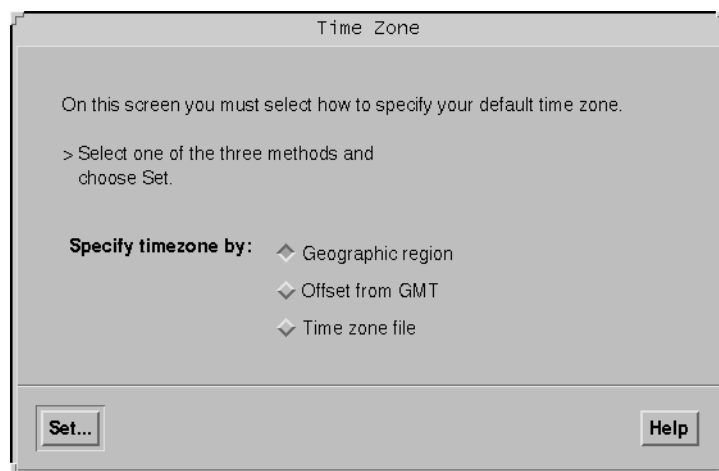 Time Zone
On this screen you must select how to specify your default time zone.
> Select one of the three methods and
choose Set.
Specify timezone by:
Geographic region
Offset from GMT
Time zone file
Set...
Help